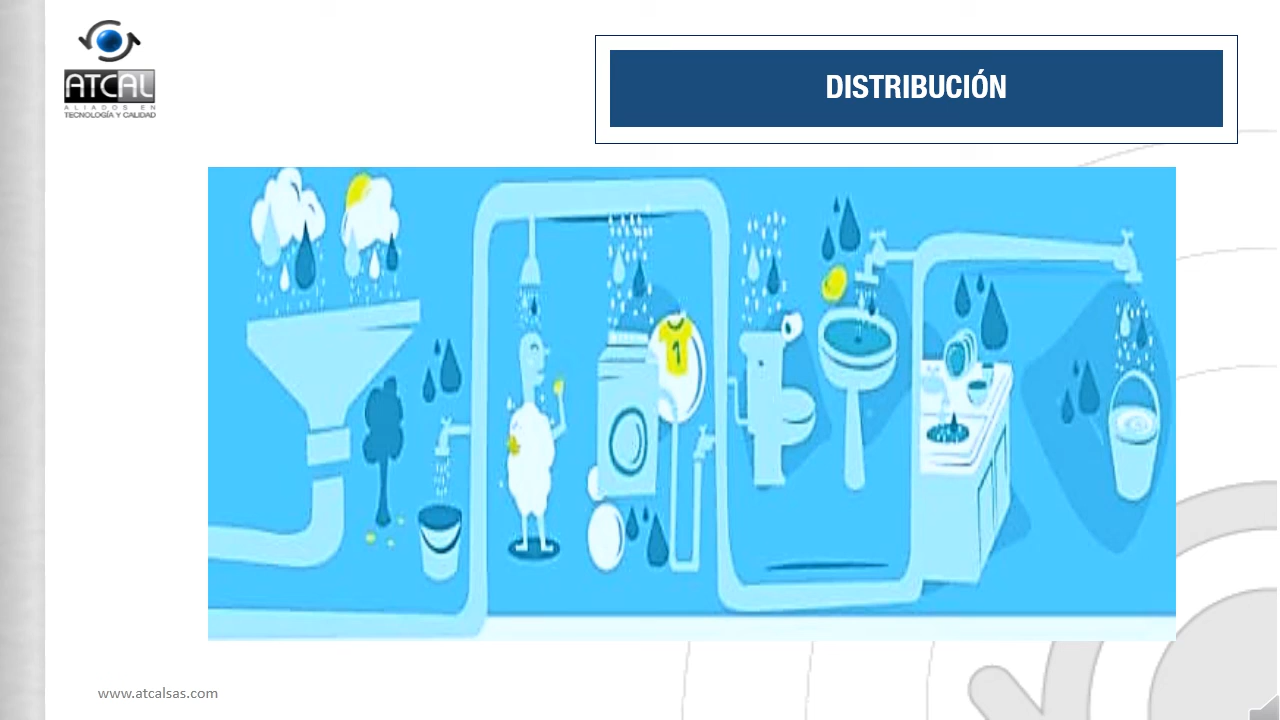 ATCAL
ALIADOS EN
TECNOLOGÍA Y CALIDAD
DISTRIBUCIÓN
1
www.atcalsas.com